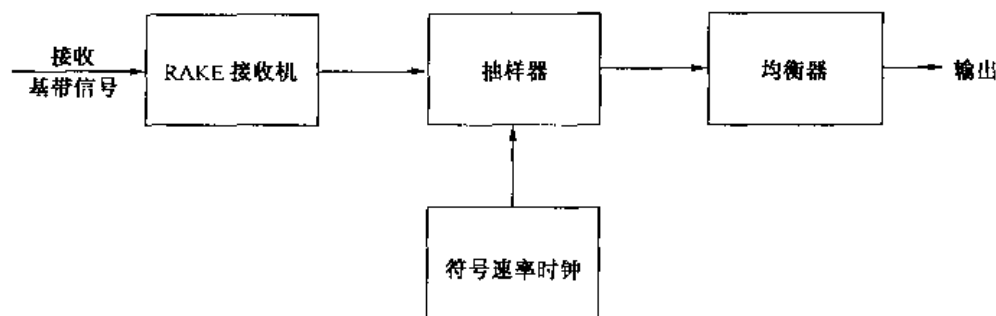 接收
基带信号
RAKE 接收机
抽样器
均衡器
输出
符号速率时钟